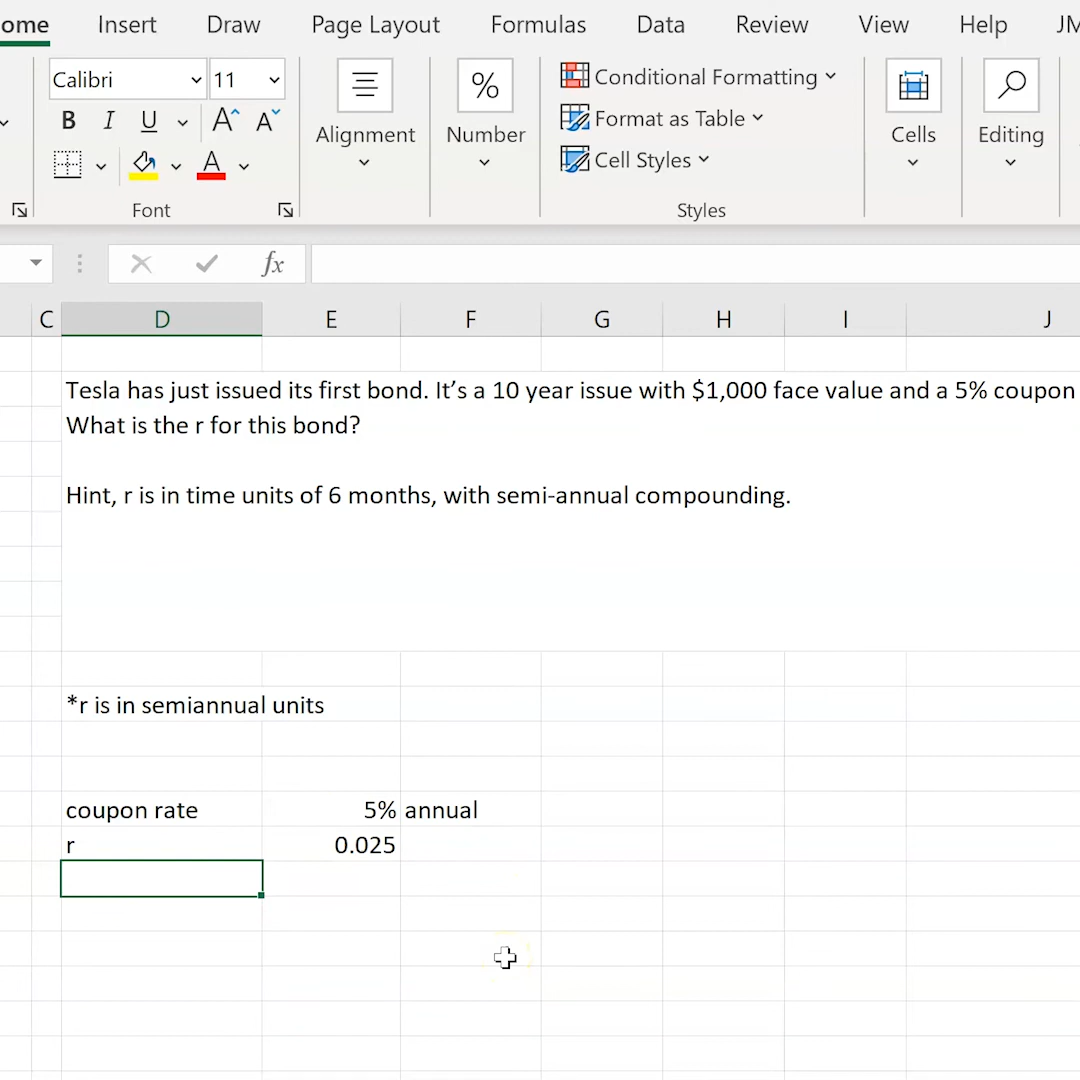 ome Insert Draw Page Layout Formulas Data Review View Help JM
Calibri 11 % Conditional Formatting
B I U A A Alignment Number Format as Table Cells Editing
A Cell Styles
Font Styles
fx
C D E F G H I J
Tesla has just issued its first bond. It’s a 10 year issue with $1,000 face value and a 5% coupon
What is the r for this bond?
Hint, r is in time units of 6 months, with semi-annual compounding.
*r is in semiannual units
coupon rate 5% annual
r 0.025